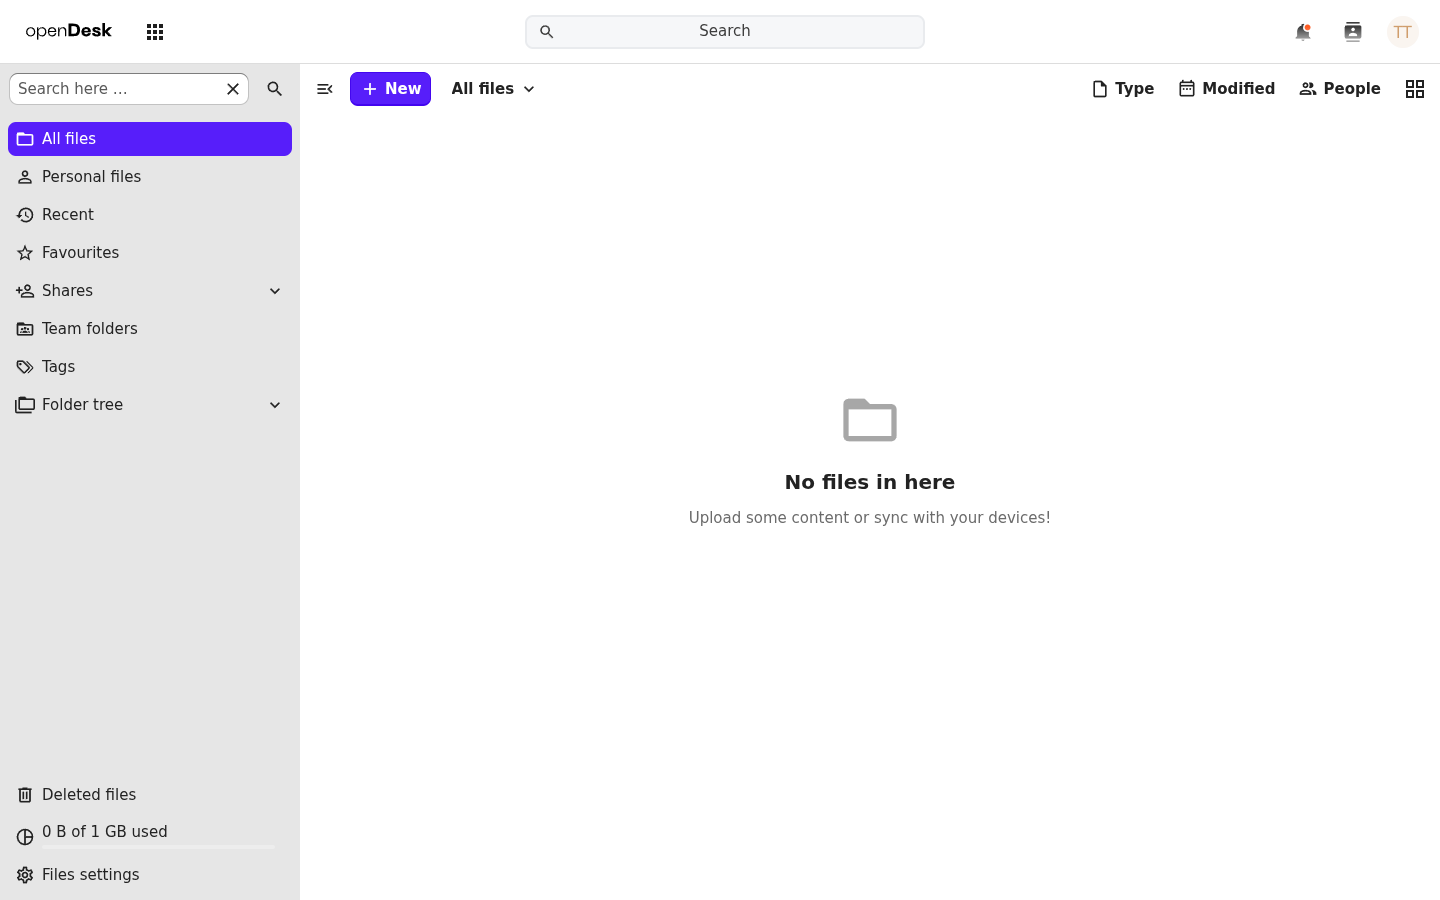 openDesk
Search
TT
Search here …
New
All files
Type
Modified
People
All files
Personal files
Recent
Favourites
Shares
Team folders
Tags
Folder tree
No files in here
Upload some content or sync with your devices!
Deleted files
0 B of 1 GB used
Files settings